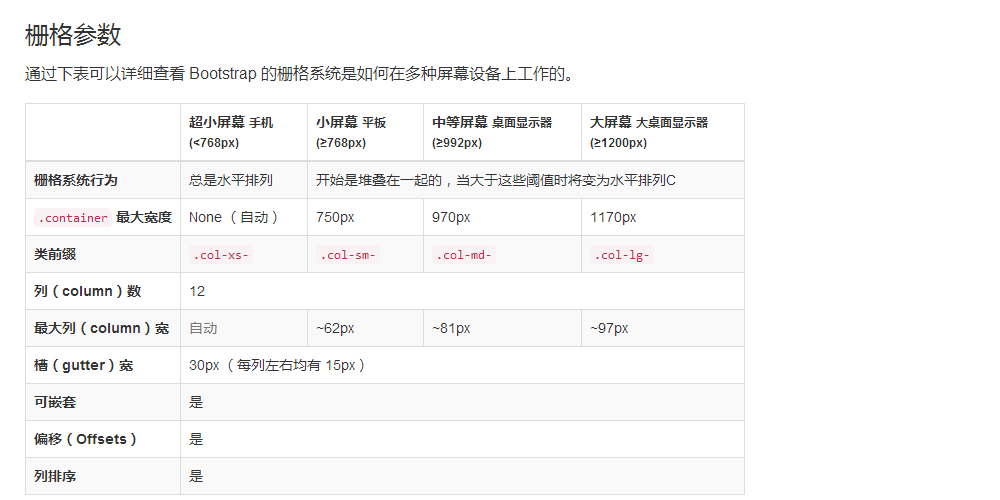 栅格参数
通过下表可以详细查看 Bootstrap 的栅格系统是如何在多种屏幕设备上工作的。
超小屏幕 手机 (<768px) 小屏幕 平板 (≥768px) 中等屏幕 桌面显示器 (≥992px) 大屏幕 大桌面显示器 (≥1200px)
栅格系统行为 总是水平排列 开始是堆叠在一起的，当大于这些阈值时将变为水平排列C
.container 最大宽度 None （自动） 750px 970px 1170px
类前缀 .col-xs- .col-sm- .col-md- .col-lg-
列（column）数 12
最大列（column）宽 自动 ~62px ~81px ~97px
槽（gutter）宽 30px （每列左右均有 15px）
可嵌套 是
偏移（Offsets） 是
列排序 是